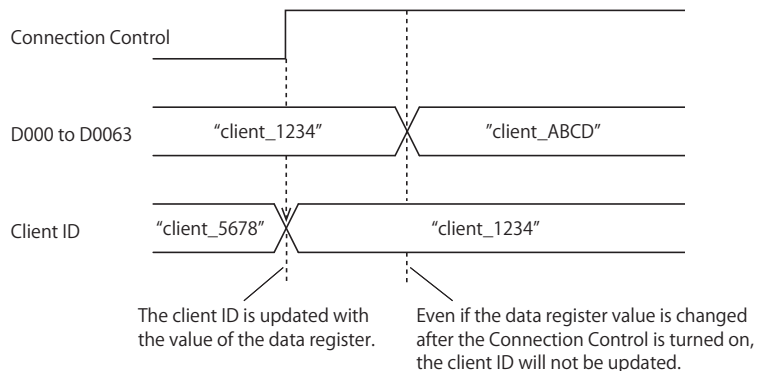 Connection Control
D000 to D0063
“client_1234”
”client_ABCD”
Client ID
“client_5678”
“client_1234”
The client ID is updated with
the value of the data register.
Even if the data register value is changed
after the Connection Control is turned on,
the client ID will not be updated.